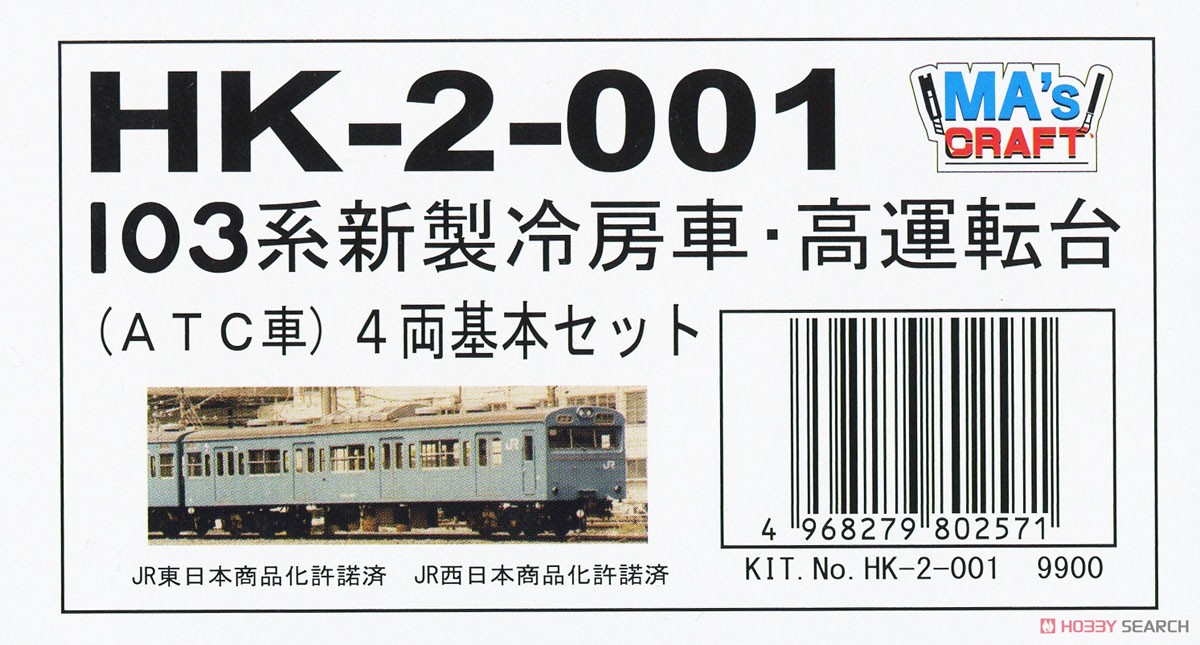 HK-2-001
MA's
CRAFT
103系新製冷房車・高運転台
(ATC車) 4両基本セット
JR
JR
4 968279 802571
JR東日本商品化許諾済 JR西日本商品化許諾済
KIT.No.HK-2-001 9900
HOBBY SEARCH